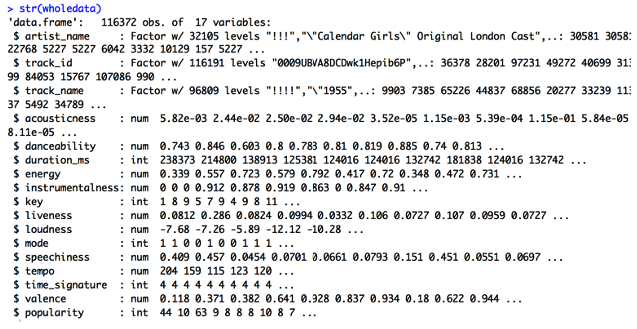 > str(wholedata)
'data.frame':   116372 obs. of  17 variables:
 $ artist_name     : Factor w/ 32105 levels "!!!","\"Calendar Girls\" Original London Cast",..: 30581 30581
22768 5227 5227 6042 3332 10129 157 5227 ...
 $ track_id        : Factor w/ 116191 levels "0009UBVA8DCDwk1Hepib6P",..: 36378 28201 97231 49272 40699 313
99 84053 15767 107086 990 ...
 $ track_name      : Factor w/ 96809 levels "!!!!","\"1955",..: 9903 7385 65226 44837 68856 20277 33239 113
37 5492 34789 ...
 $ acousticness    : num  5.82e-03 2.44e-02 2.50e-02 2.94e-02 3.52e-05 1.15e-03 5.39e-04 1.15e-01 5.84e-05
8.11e-05 ...
 $ danceability    : num  0.743 0.846 0.603 0.8 0.783 0.81 0.819 0.885 0.74 0.813 ...
 $ duration_ms     : int  238373 214800 138913 125381 124016 124016 132742 181838 124016 132742 ...
 $ energy          : num  0.339 0.557 0.723 0.579 0.792 0.417 0.72 0.348 0.472 0.731 ...
 $ instrumentalness: num  0 0 0 0.912 0.878 0.919 0.863 0 0.847 0.91 ...
 $ key             : int  1 8 9 5 7 9 4 9 8 11 ...
 $ liveness        : num  0.0812 0.286 0.0824 0.0994 0.0332 0.106 0.0727 0.107 0.0959 0.0727 ...
 $ loudness        : num  -7.68 -7.26 -5.89 -12.12 -10.28 ...
 $ mode            : int  1 1 0 0 1 0 0 1 1 1 ...
 $ speechiness     : num  0.409 0.457 0.0454 0.0701 0.0661 0.0793 0.151 0.451 0.0551 0.0697 ...
 $ tempo           : num  204 159 115 123 120 ...
 $ time_signature  : int  4 4 4 4 4 4 4 4 4 4 ...
 $ valence         : num  0.118 0.371 0.382 0.641 0.928 0.837 0.934 0.18 0.622 0.944 ...
 $ popularity      : int  44 10 63 9 8 8 8 10 8 7 ...